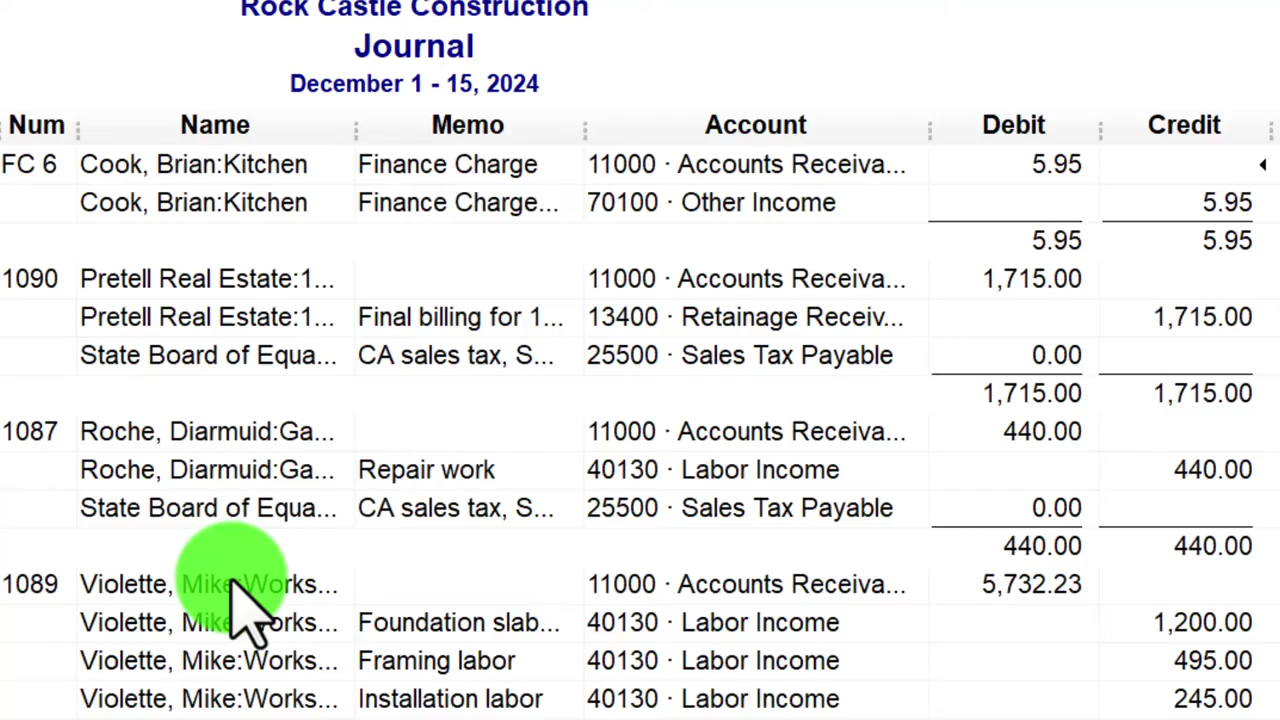 Rock Castle Construction
Journal
December 1 - 15, 2024
Num Name Memo Account Debit Credit
FC 6 Cook, Brian:Kitchen Finance Charge 11000 · Accounts Receiva... 5.95
Cook, Brian:Kitchen Finance Charge... 70100 · Other Income 5.95
5.95 5.95
1090 Pretell Real Estate:1... 11000 · Accounts Receiva... 1,715.00
Pretell Real Estate:1... Final billing for 1... 13400 · Retainage Receiv... 1,715.00
State Board of Equa... CA sales tax, S... 25500 · Sales Tax Payable 0.00
1,715.00 1,715.00
1087 Roche, Diarmuid:Ga... 11000 · Accounts Receiva... 440.00
Roche, Diarmuid:Ga... Repair work 40130 · Labor Income 440.00
State Board of Equa... CA sales tax, S... 25500 · Sales Tax Payable 0.00
440.00 440.00
1089 Violette, Mike:Works... 11000 · Accounts Receiva... 5,732.23
Violette, Mike:Works... Foundation slab... 40130 · Labor Income 1,200.00
Violette, Mike:Works... Framing labor 40130 · Labor Income 495.00
Violette, Mike:Works... Installation labor 40130 · Labor Income 245.00